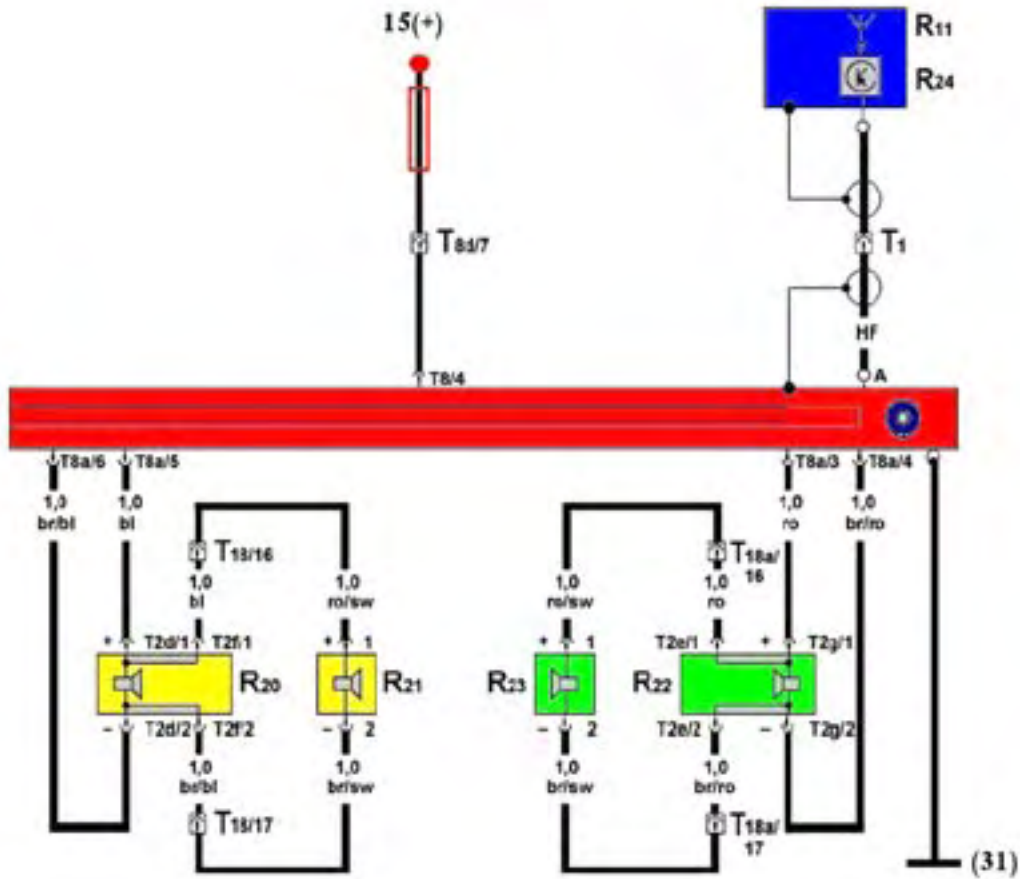 15(+)
R11
R24
T8d/7
T1
HF
T8/4
A
T8a/6 T8a/5 T8a/3 T8a/4
1,0 br/bl
1,0 bl
1,0 ro
1,0 br/ro
T18/16
T18a/16
1,0 bl
1,0 ro/sw
1,0 ro/sw
1,0 ro
+ T2d/1 T2f/1
+ 1
+ 1
T2e/1 + T2g/1
R20
R21
R23
R22
- T2d/2 T2f/2
- 2
- 2
T2e/2 - T2g/2
1,0 br/bl
1,0 br/sw
1,0 br/sw
1,0 br/ro
T18/17
T18a/17
(31)